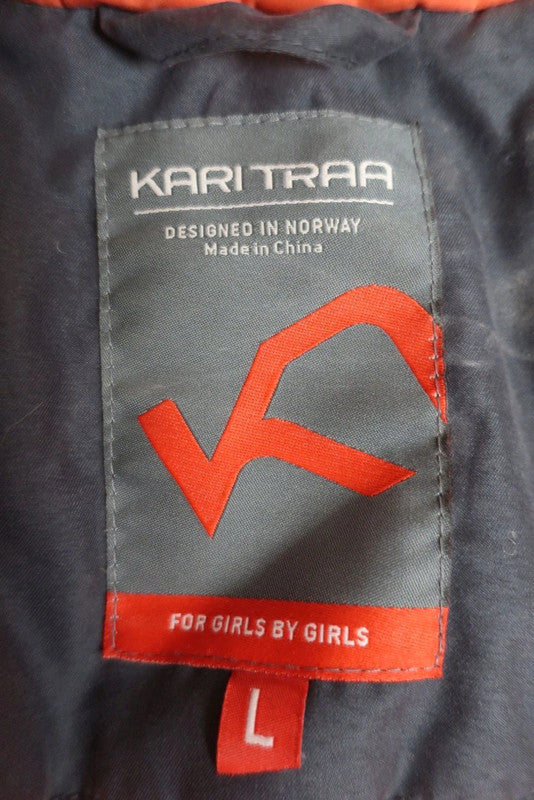 KARI TRAA
DESIGNED IN NORWAY
Made in China
FOR GIRLS BY GIRLS
L